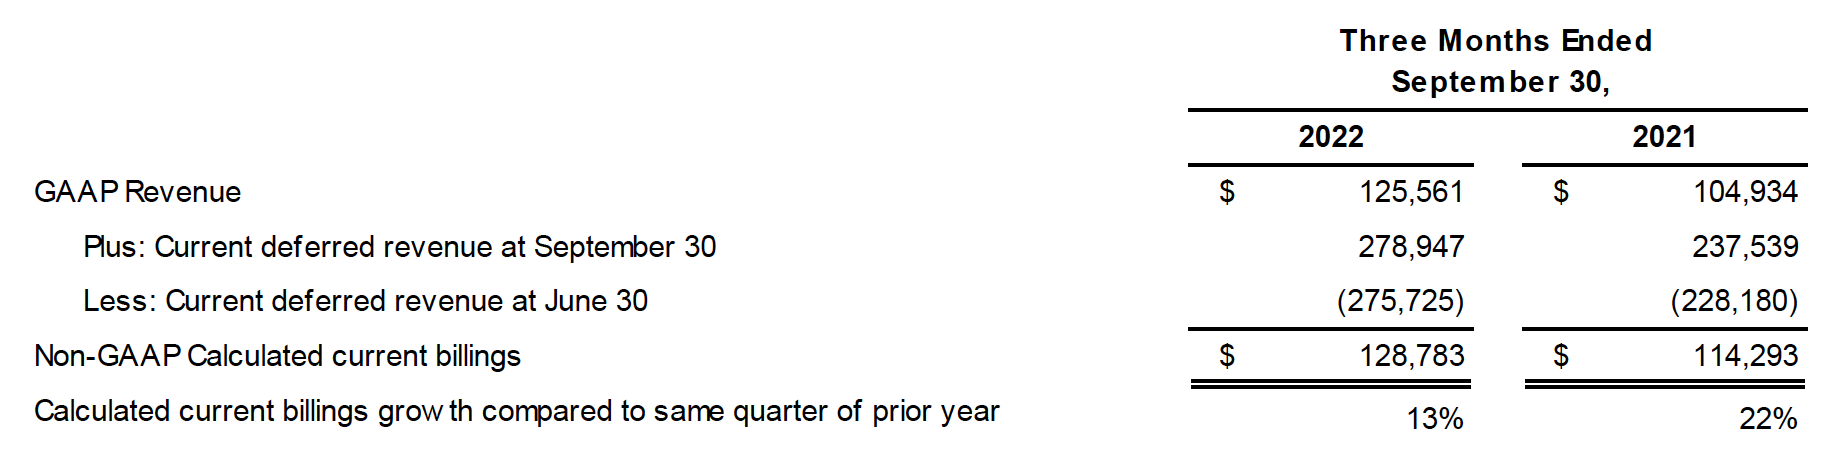 Three Months Ended
September 30,
2022 2021
GAAP Revenue $ 125,561 $ 104,934
Plus: Current deferred revenue at September 30 278,947 237,539
Less: Current deferred revenue at June 30 (275,725) (228,180)
Non-GAAP Calculated current billings $ 128,783 $ 114,293
Calculated current billings growth compared to same quarter of prior year 13% 22%